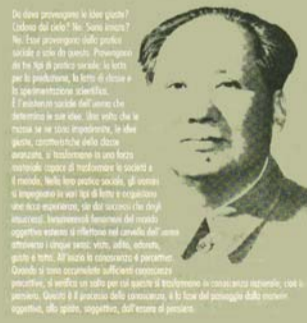 Da dove provengono le idee giuste?
Cadono dal cielo? No. Sono innate?
No. Esse provengono dalla pratica
sociale e solo da questa. Provengono
da tre tipi di pratica sociale: la lotta
per la produzione, la lotta di classe e
la sperimentazione scientifica.
È l'esistenza sociale dell'uomo che
determina le sue idee. Una volta che le
masse se ne sono impadronite, le idee
giuste, caratteristiche della classe
avanzata, si trasformano in una forza
materiale capace di trasformare la società e
il mondo. Nella loro pratica sociale, gli uomini
si impegnano in vari tipi di lotta e acquisiscono
una ricca esperienza, sia dai successi che dagli
insuccessi. Innumerevoli fenomeni del mondo
oggettivo esterno si riflettono nel cervello dell'uomo
attraverso i cinque sensi: vista, udito, odorato,
gusto e tatto. All'inizio la conoscenza è percettiva.
Quando si sono accumulate sufficienti conoscenze
percettive, si verifica un salto per cui queste si trasformano in conoscenza razionale, cioè in
pensiero. Questo è il processo della conoscenza, è la fase del passaggio dalla materia
oggettiva, allo spirito, soggettivo, dall'essere al pensiero.